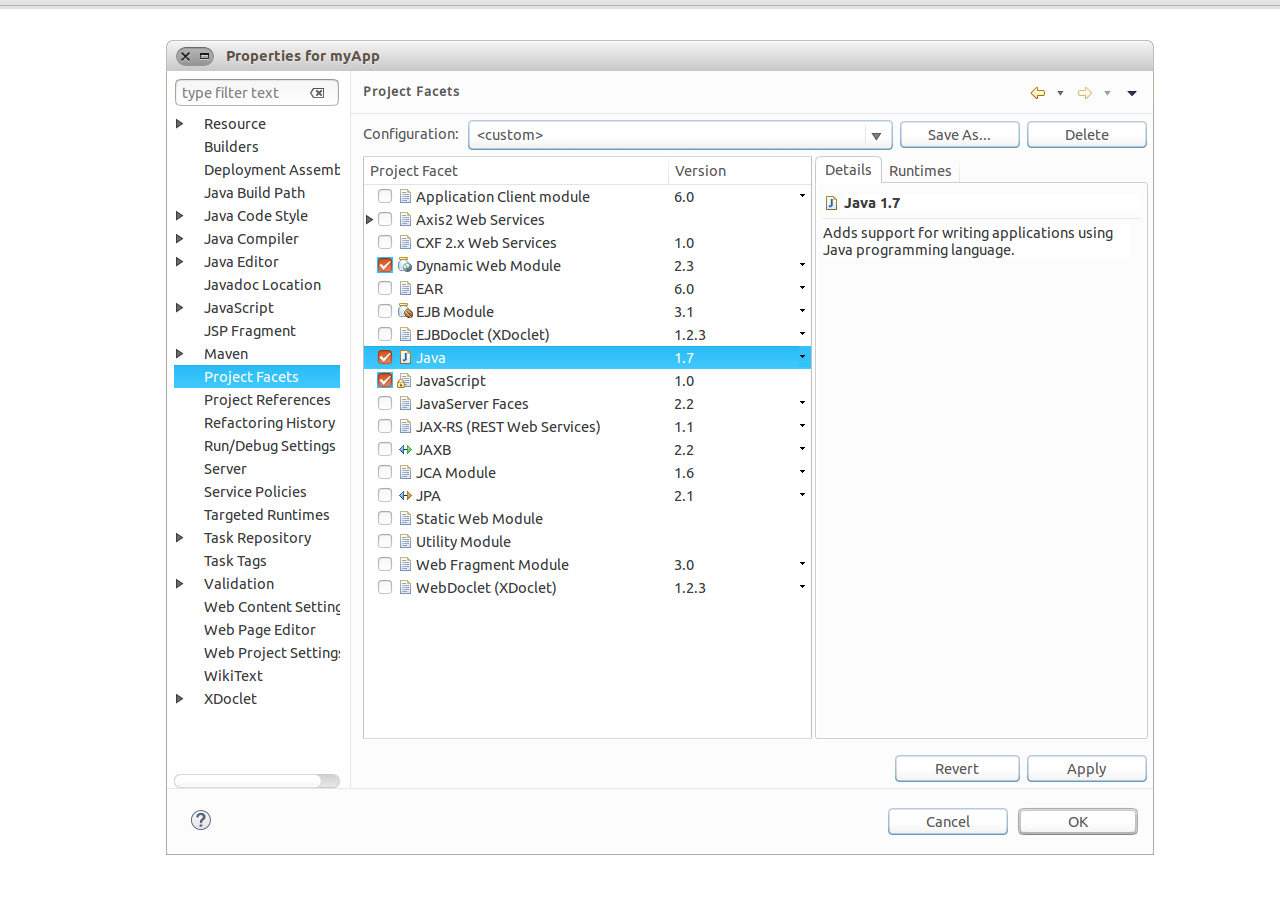 Properties for myApp
type filter text
Resource
Builders
Deployment Assemb
Java Build Path
Java Code Style
Java Compiler
Java Editor
Javadoc Location
JavaScript
JSP Fragment
Maven
Project Facets
Project References
Refactoring History
Run/Debug Settings
Server
Service Policies
Targeted Runtimes
Task Repository
Task Tags
Validation
Web Content Setting
Web Page Editor
Web Project Settings
WikiText
XDoclet
Project Facets
Configuration: <custom> Save As... Delete
Project Facet Version
Application Client module 6.0
Axis2 Web Services
CXF 2.x Web Services 1.0
Dynamic Web Module 2.3
EAR 6.0
EJB Module 3.1
EJBDoclet (XDoclet) 1.2.3
Java 1.7
JavaScript 1.0
JavaServer Faces 2.2
JAX-RS (REST Web Services) 1.1
JAXB 2.2
JCA Module 1.6
JPA 2.1
Static Web Module
Utility Module
Web Fragment Module 3.0
WebDoclet (XDoclet) 1.2.3
Details Runtimes
Java 1.7
Adds support for writing applications using
Java programming language.
Revert Apply
?
Cancel OK